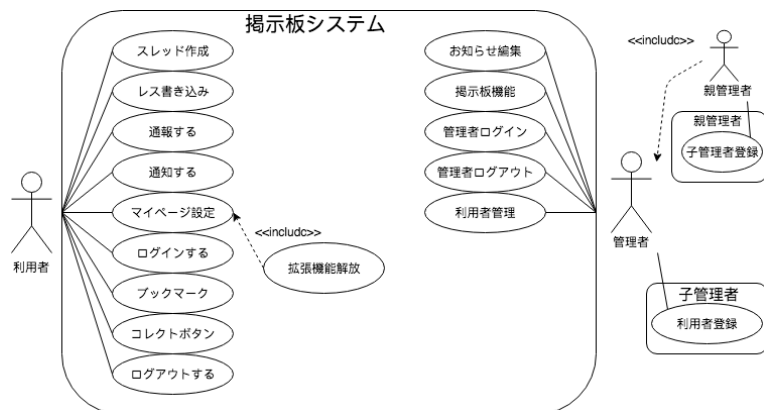 掲示板システム
スレッド作成
レス書き込み
通報する
通知する
マイページ設定
ログインする
ブックマーク
コレクトボタン
ログアウトする
利用者
<<includc>>
拡張機能解放
お知らせ編集
掲示板機能
管理者ログイン
管理者ログアウト
利用者管理
<<includc>>
親管理者
親管理者
子管理者登録
管理者
子管理者
利用者登録